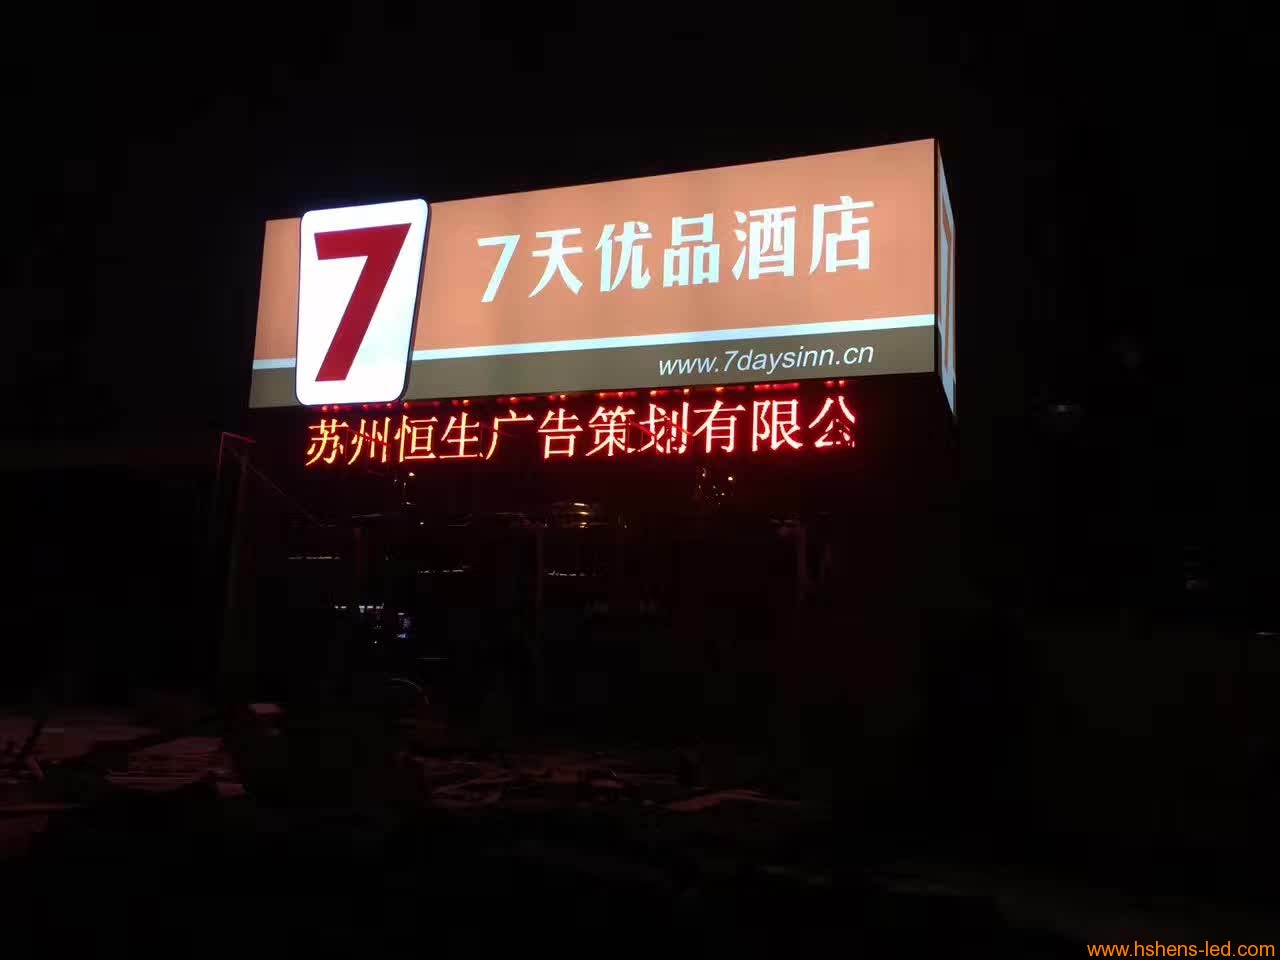 7
7天优品酒店
www.7daysinn.cn
苏州恒生广告策划有限公
www.hshens-led.com